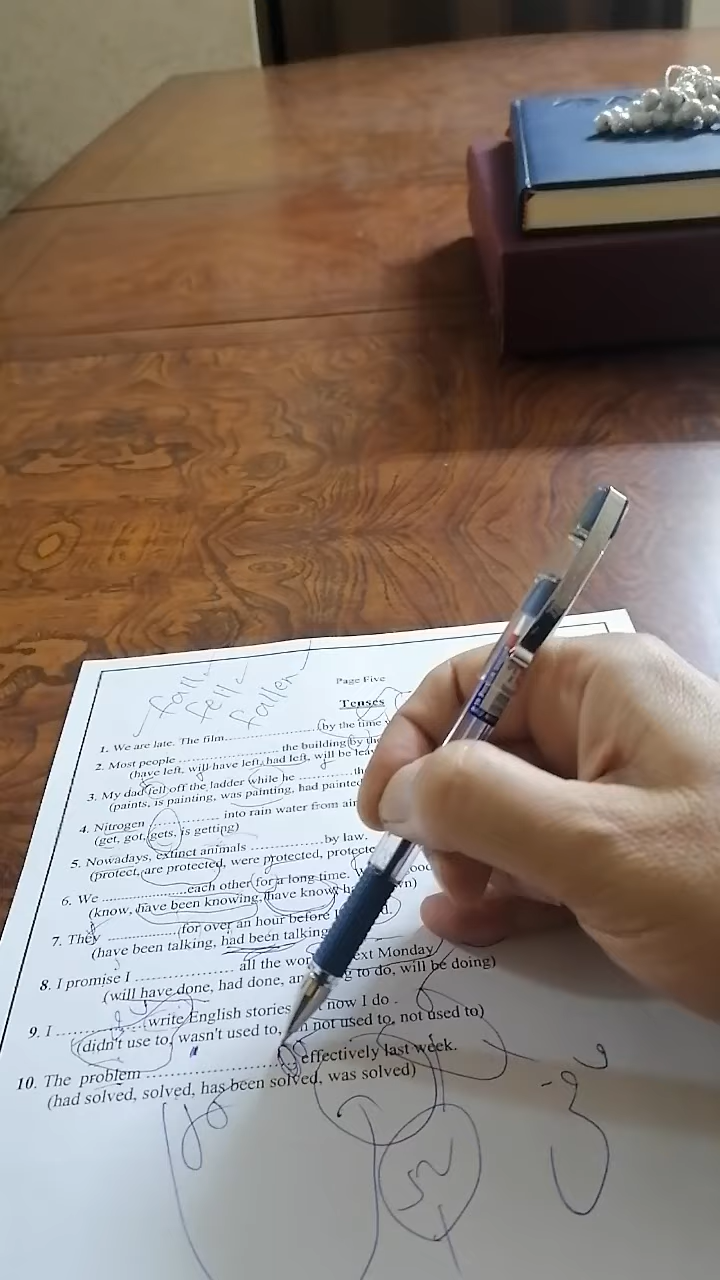 fall
fell
fallen
Page Five
Tenses
1. We are late. The film.............................. (by the time
2. Most people .............................. the building by
(have left, will have left, had left, will be
3. My dad fell off the ladder while he ....................
(paints, is painting, was painting, had painted
4. Nitrogen .................... into rain water from air
(get, got, gets, is getting)
5. Nowadays, extinct animals .................... by law.
(protect, are protected, were protected,
6. We .................... each other for a long time.
(know, have been knowing, have known
7. They .................... for over an hour before
(have been talking, had been talking
8. I promise I .................... all the ext Monday
(will have done, had done, g to do, will be doing)
9. I .................... write English stories now I do .
(didn't use to, wasn't used to, not used to, not used to)
10. The problem .............................. effectively last week.
(had solved, solved, has been solved, was solved)